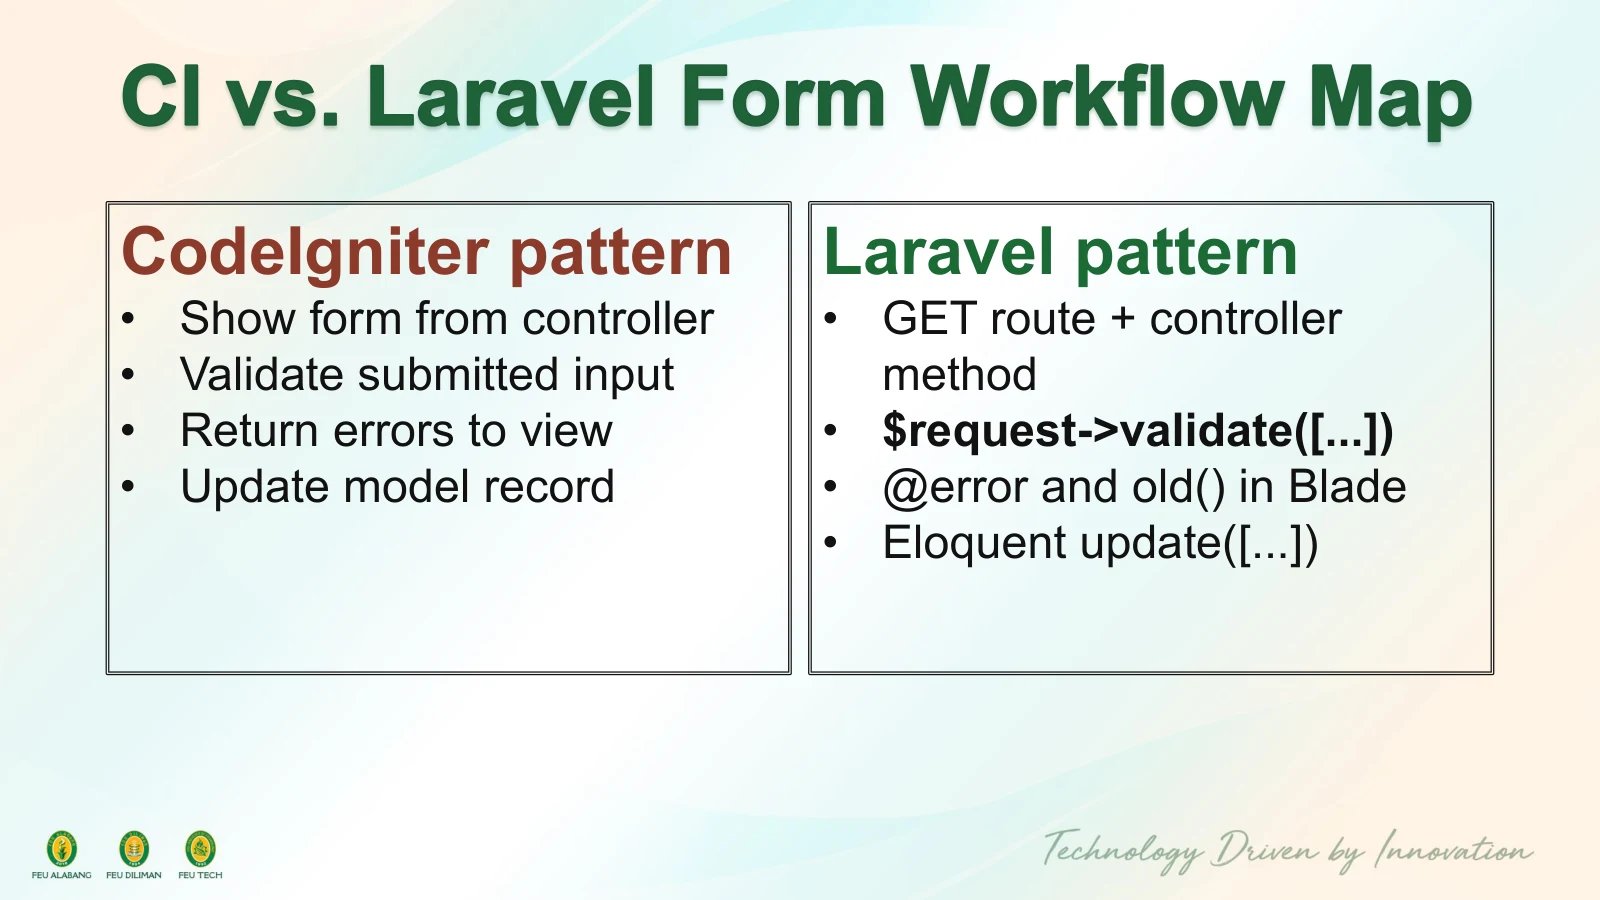 CI vs. Laravel Form Workflow Map
CodeIgniter pattern
• Show form from controller
• Validate submitted input
• Return errors to view
• Update model record
Laravel pattern
• GET route + controller
method
• $request->validate([...])
• @error and old() in Blade
• Eloquent update([...])
FEU ALABANG
FEU DILIMAN
FEU TECH
Technology Driven by Innovation